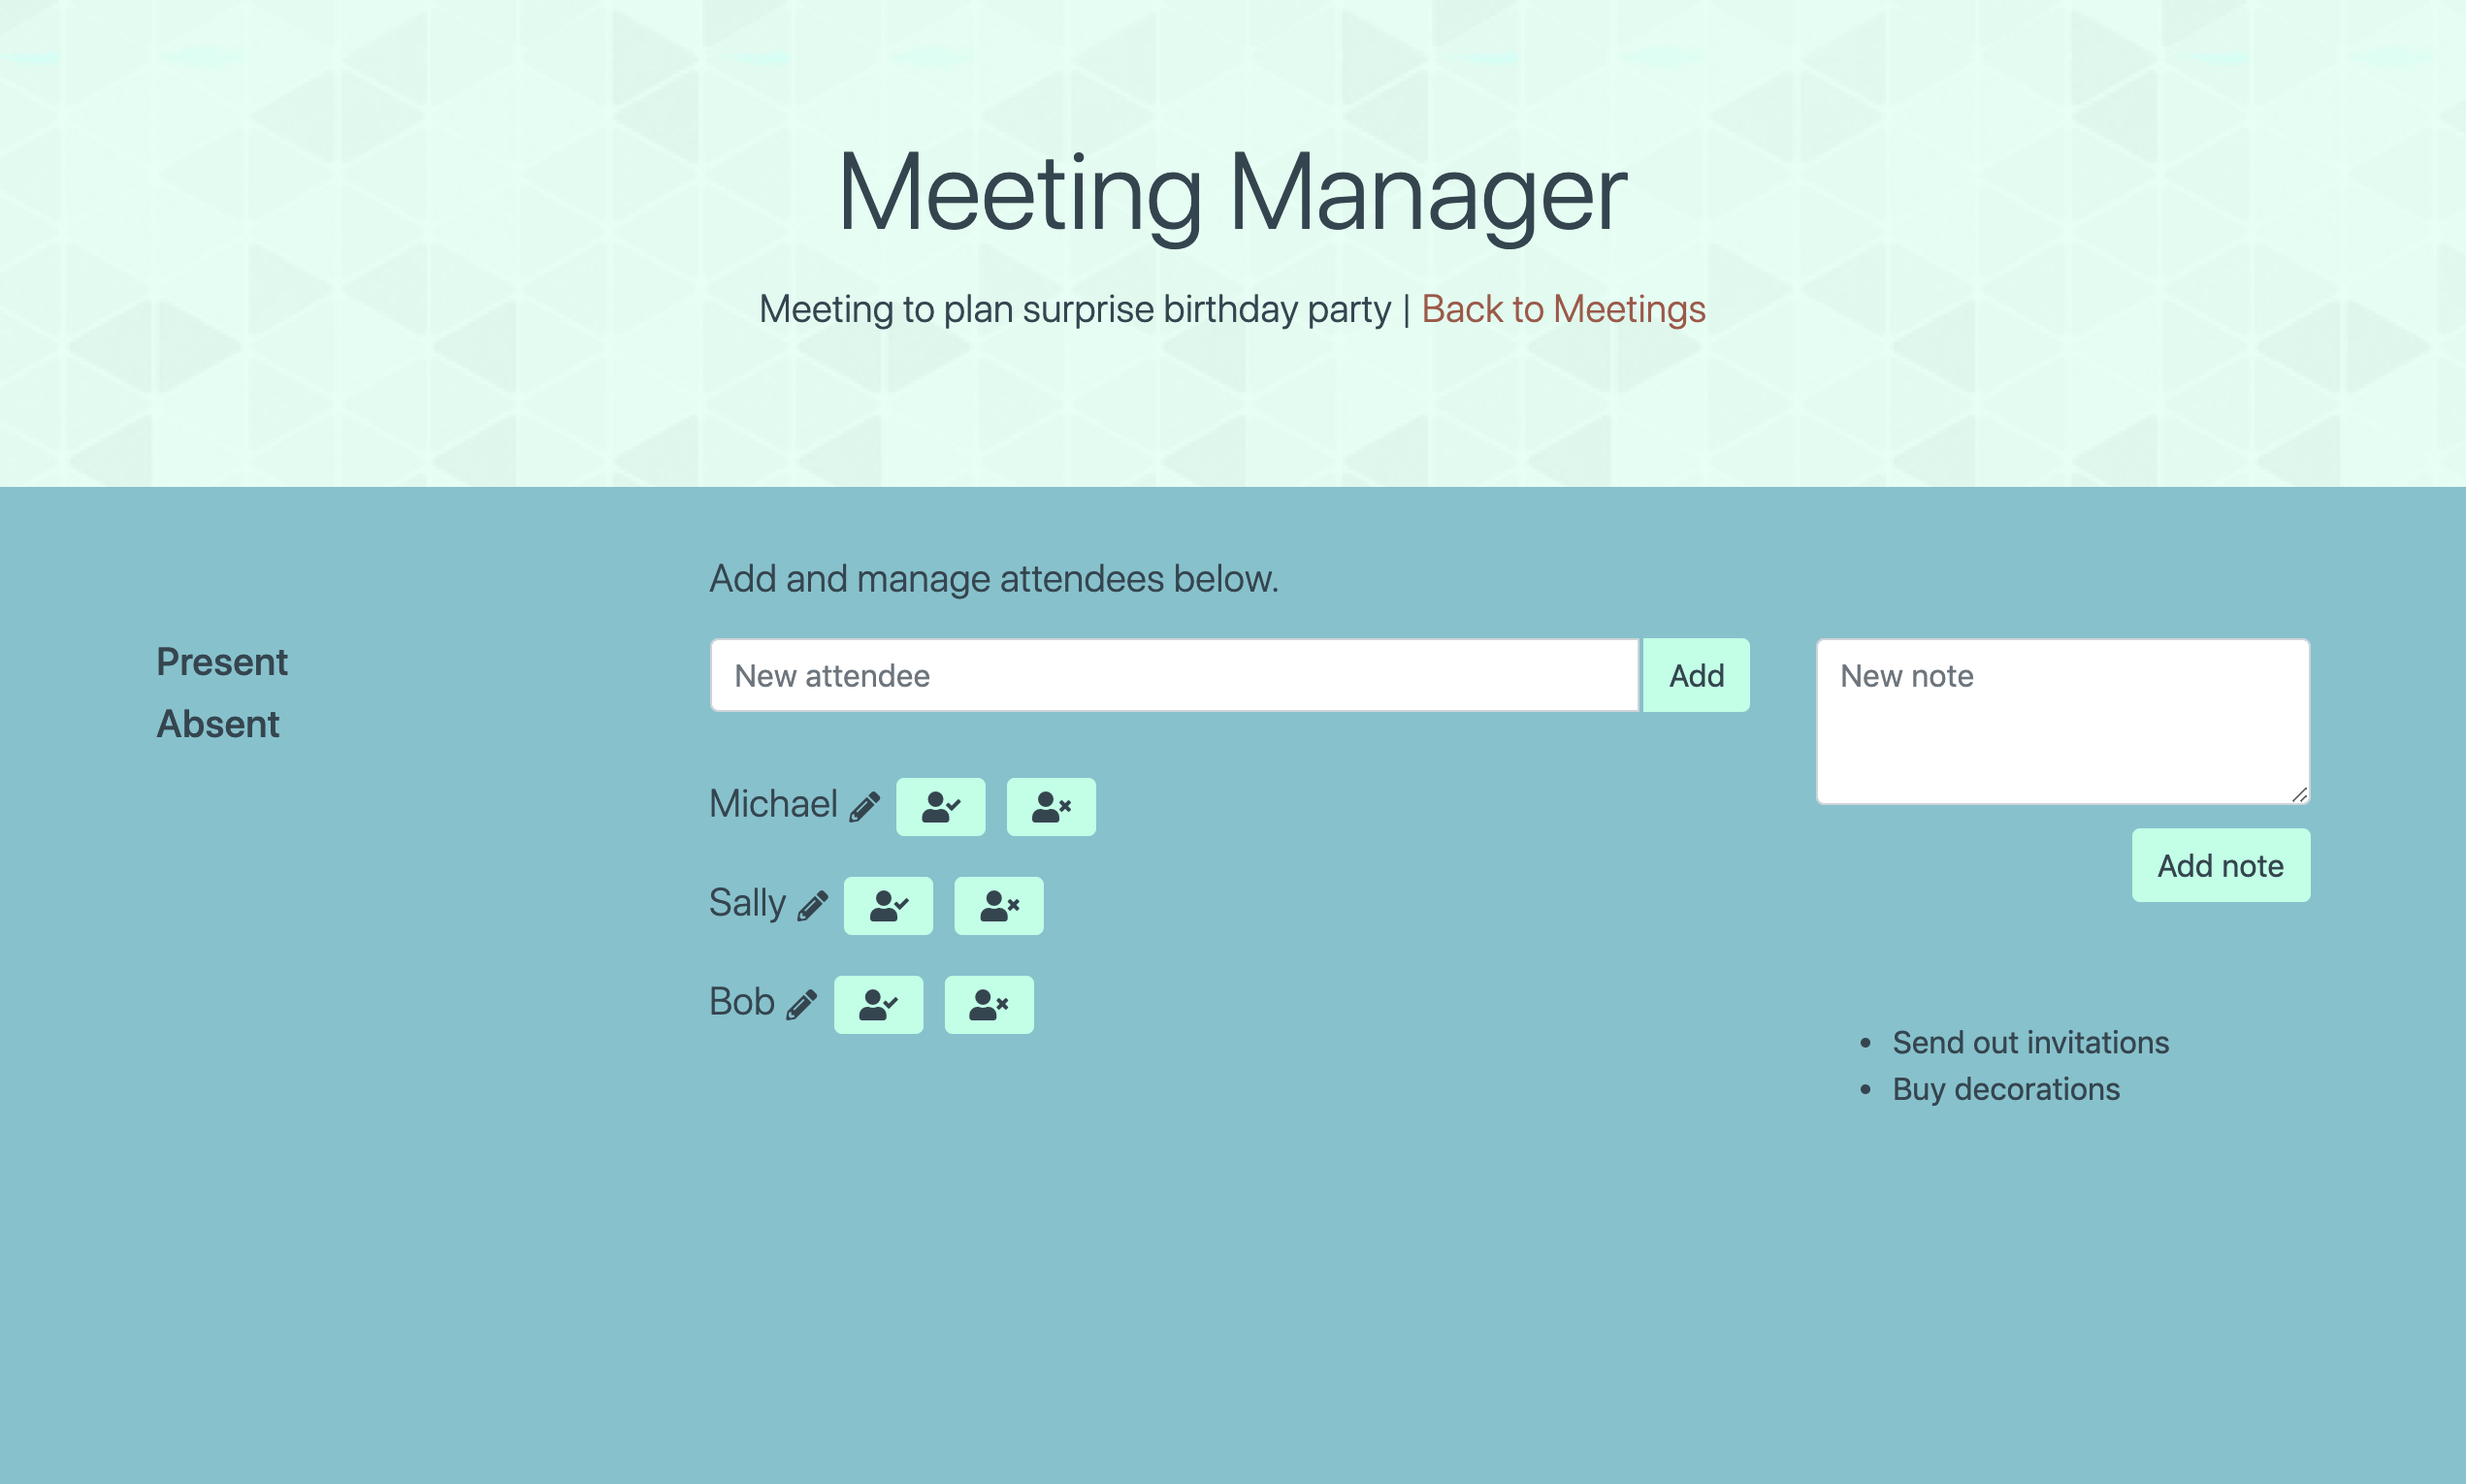 Meeting Manager
Meeting to plan surprise birthday party | Back to Meetings
Add and manage attendees below.
Present
Absent
New attendee
Add
Michael
Sally
Bob
New note
Add note
Send out invitations
Buy decorations